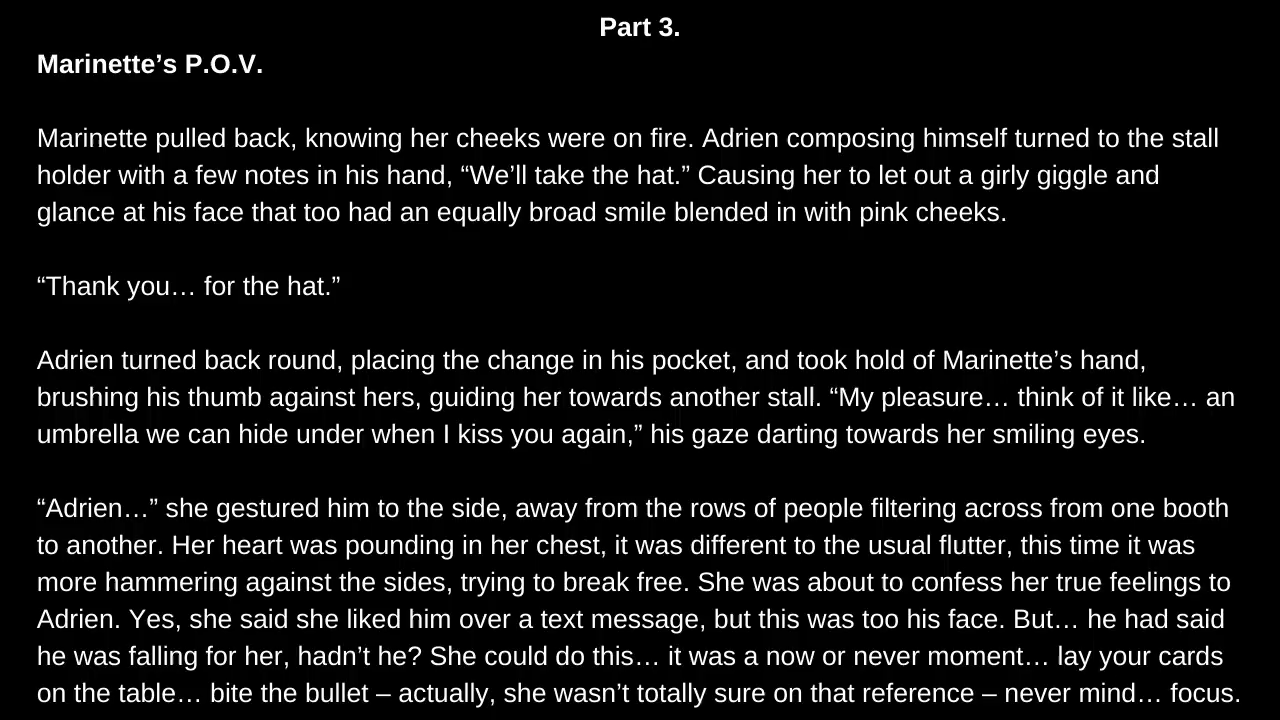 Part 3.
Marinette’s P.O.V.
Marinette pulled back, knowing her cheeks were on fire. Adrien composing himself turned to the stall
holder with a few notes in his hand, “We’ll take the hat.” Causing her to let out a girly giggle and
glance at his face that too had an equally broad smile blended in with pink cheeks.
“Thank you… for the hat.”
Adrien turned back round, placing the change in his pocket, and took hold of Marinette’s hand,
brushing his thumb against hers, guiding her towards another stall. “My pleasure… think of it like… an
umbrella we can hide under when I kiss you again,” his gaze darting towards her smiling eyes.
“Adrien…” she gestured him to the side, away from the rows of people filtering across from one booth
to another. Her heart was pounding in her chest, it was different to the usual flutter, this time it was
more hammering against the sides, trying to break free. She was about to confess her true feelings to
Adrien. Yes, she said she liked him over a text message, but this was too his face. But… he had said
he was falling for her, hadn’t he? She could do this… it was a now or never moment… lay your cards
on the table… bite the bullet – actually, she wasn’t totally sure on that reference – never mind… focus.